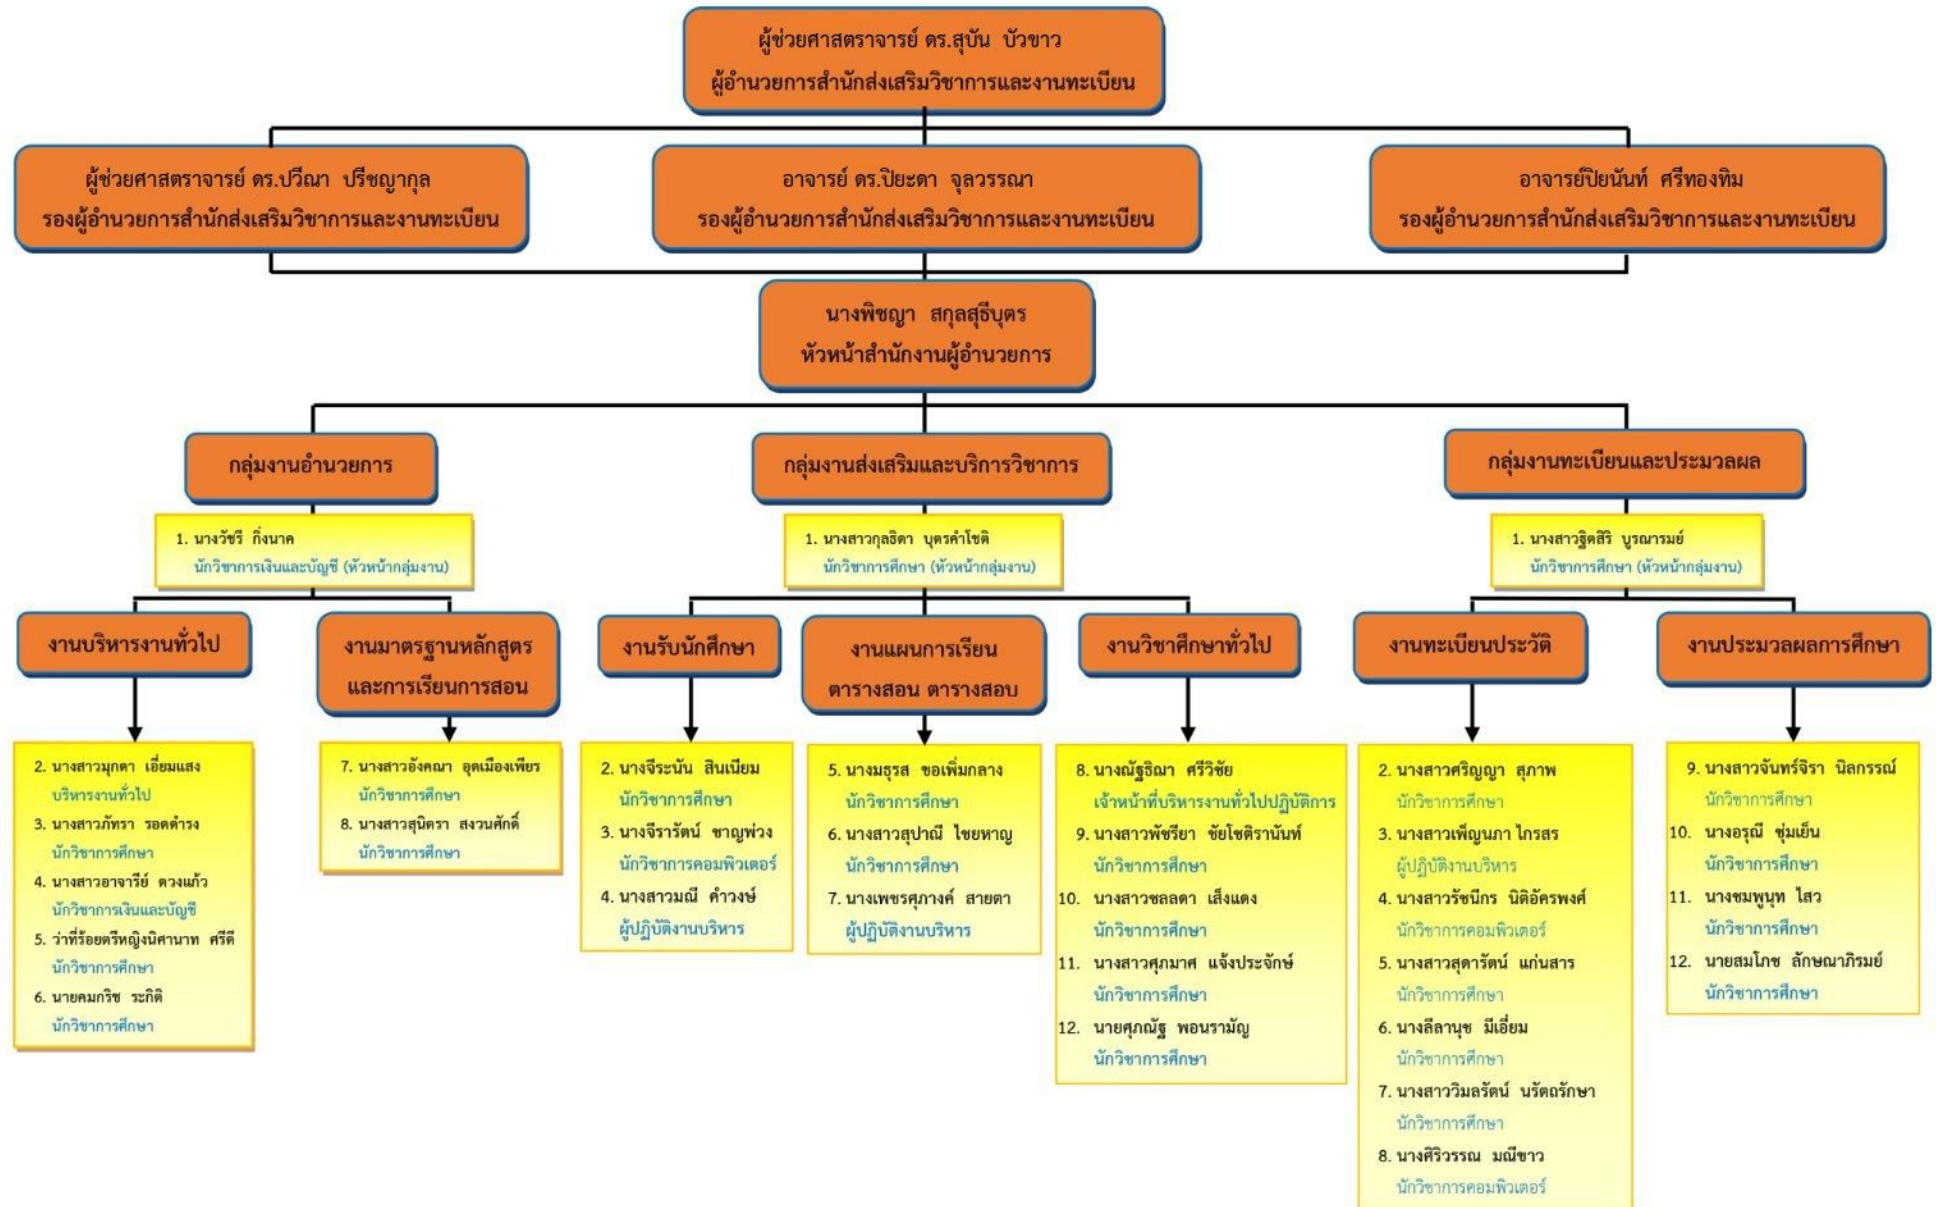 ผู้ช่วยศาสตราจารย์ ดร.สุบัน บัวขาว
ผู้อำนวยการสำนักส่งเสริมวิชาการและงานทะเบียน
ผู้ช่วยศาสตราจารย์ ดร.ปวีณา ปรีชญากุล
รองผู้อำนวยการสำนักส่งเสริมวิชาการและงานทะเบียน
อาจารย์ ดร.ปิยะดา จุลวรรณา
รองผู้อำนวยการสำนักส่งเสริมวิชาการและงานทะเบียน
อาจารย์ปิยนันท์ ศรีทองทิม
รองผู้อำนวยการสำนักส่งเสริมวิชาการและงานทะเบียน
นางพิชญา สกุลสุธีบุตร
หัวหน้าสำนักงานผู้อำนวยการ
กลุ่มงานอำนวยการ
1. นางวัชรี กิ่งนาค
นักวิชาการเงินและบัญชี (หัวหน้ากลุ่มงาน)
กลุ่มงานส่งเสริมและบริการวิชาการ
1. นางสาวกุลธิดา บุตรคำโชติ
นักวิชาการศึกษา (หัวหน้ากลุ่มงาน)
กลุ่มงานทะเบียนและประมวลผล
1. นางสาวฐิตสิริ บูรณารมย์
นักวิชาการศึกษา (หัวหน้ากลุ่มงาน)
งานบริหารงานทั่วไป
2. นางสาวมุกดา เอี่ยมแสง
บริหารงานทั่วไป
3. นางสาวภัทรา รอดดำรง
นักวิชาการศึกษา
4. นางสาวอาจารีย์ ดวงแก้ว
นักวิชาการเงินและบัญชี
5. ว่าที่ร้อยตรีหญิงนิศานาท ศรีดี
นักวิชาการศึกษา
6. นายคมกริช ระกิติ
นักวิชาการศึกษา
งานมาตรฐานหลักสูตร
และการเรียนการสอน
7. นางสาวอังคณา อุดเมืองเพียร
นักวิชาการศึกษา
8. นางสาวสุนิตรา สงวนศักดิ์
นักวิชาการศึกษา
งานรับนักศึกษา
2. นางจีระนัน สินเนียม
นักวิชาการศึกษา
3. นางจีรารัตน์ ชาญพ่วง
นักวิชาการคอมพิวเตอร์
4. นางสาวมณี คำวงษ์
ผู้ปฏิบัติงานบริหาร
งานแผนการเรียน
ตารางสอน ตารางสอบ
5. นางมธุรส ขอเพิ่มกลาง
นักวิชาการศึกษา
6. นางสาวสุปาณี ไชยหาญ
นักวิชาการศึกษา
7. นางเพชรศุภางค์ สายตา
ผู้ปฏิบัติงานบริหาร
งานวิชาศึกษาทั่วไป
8. นางณัฐธิฌา ศรีวิชัย
เจ้าหน้าที่บริหารงานทั่วไปปฏิบัติการ
9. นางสาวพัชรียา ชัยโชติรานันท์
นักวิชาการศึกษา
10. นางสาวชลลดา เส็งแดง
นักวิชาการศึกษา
11. นางสาวศุภมาศ แจ้งประจักษ์
นักวิชาการศึกษา
12. นายศุภณัฐ พอนรามัญ
นักวิชาการศึกษา
งานทะเบียนประวัติ
2. นางสาวศริญญา สุภาพ
นักวิชาการศึกษา
3. นางสาวเพ็ญนภา ไกรสร
ผู้ปฏิบัติงานบริหาร
4. นางสาวรัชนีกร นิติอัครพงศ์
นักวิชาการคอมพิวเตอร์
5. นางสาวสุดารัตน์ แก่นสาร
นักวิชาการศึกษา
6. นางลีลานุช มีเอี่ยม
นักวิชาการศึกษา
7. นางสาววิมลรัตน์ นรัตถรักษา
นักวิชาการศึกษา
8. นางศิริวรรณ มณีขาว
นักวิชาการคอมพิวเตอร์
งานประมวลผลการศึกษา
9. นางสาวจันทร์จิรา นิลกรรณ์
นักวิชาการศึกษา
10. นางอรุณี ชุ่มเย็น
นักวิชาการศึกษา
11. นางชมพูนุท ไสว
นักวิชาการศึกษา
12. นายสมโภช ลักษณาภิรมย์
นักวิชาการศึกษา